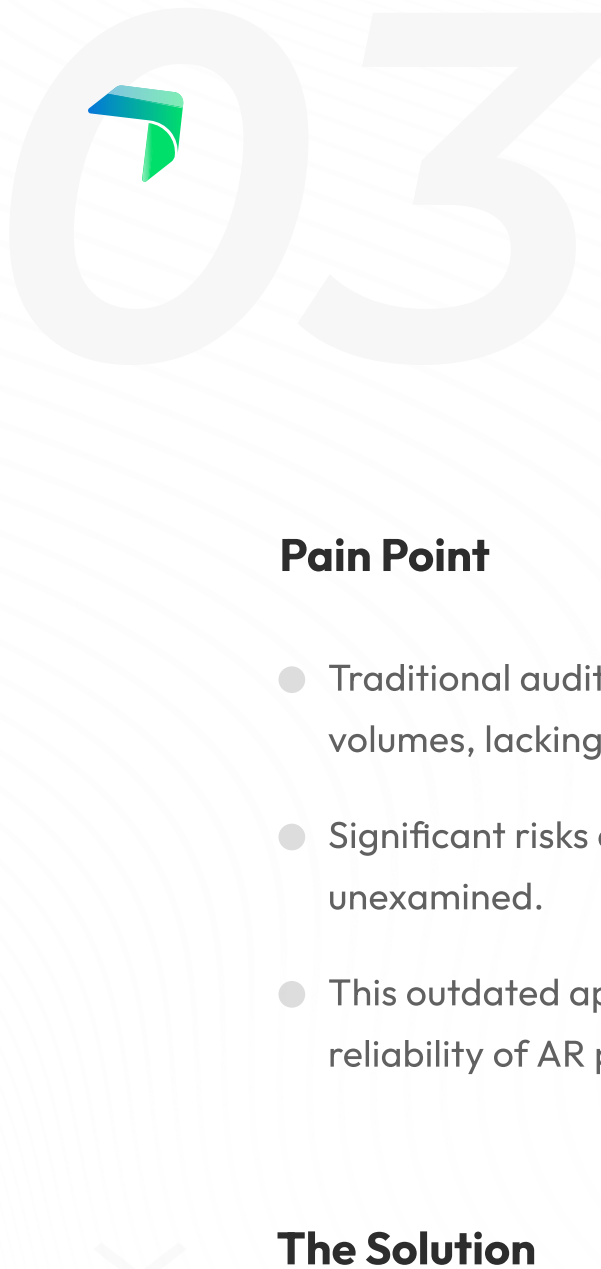 03
Pain Point
Traditional audit
volumes, lacking
Significant risks
unexamined.
This outdated ap
reliability of AR p
The Solution